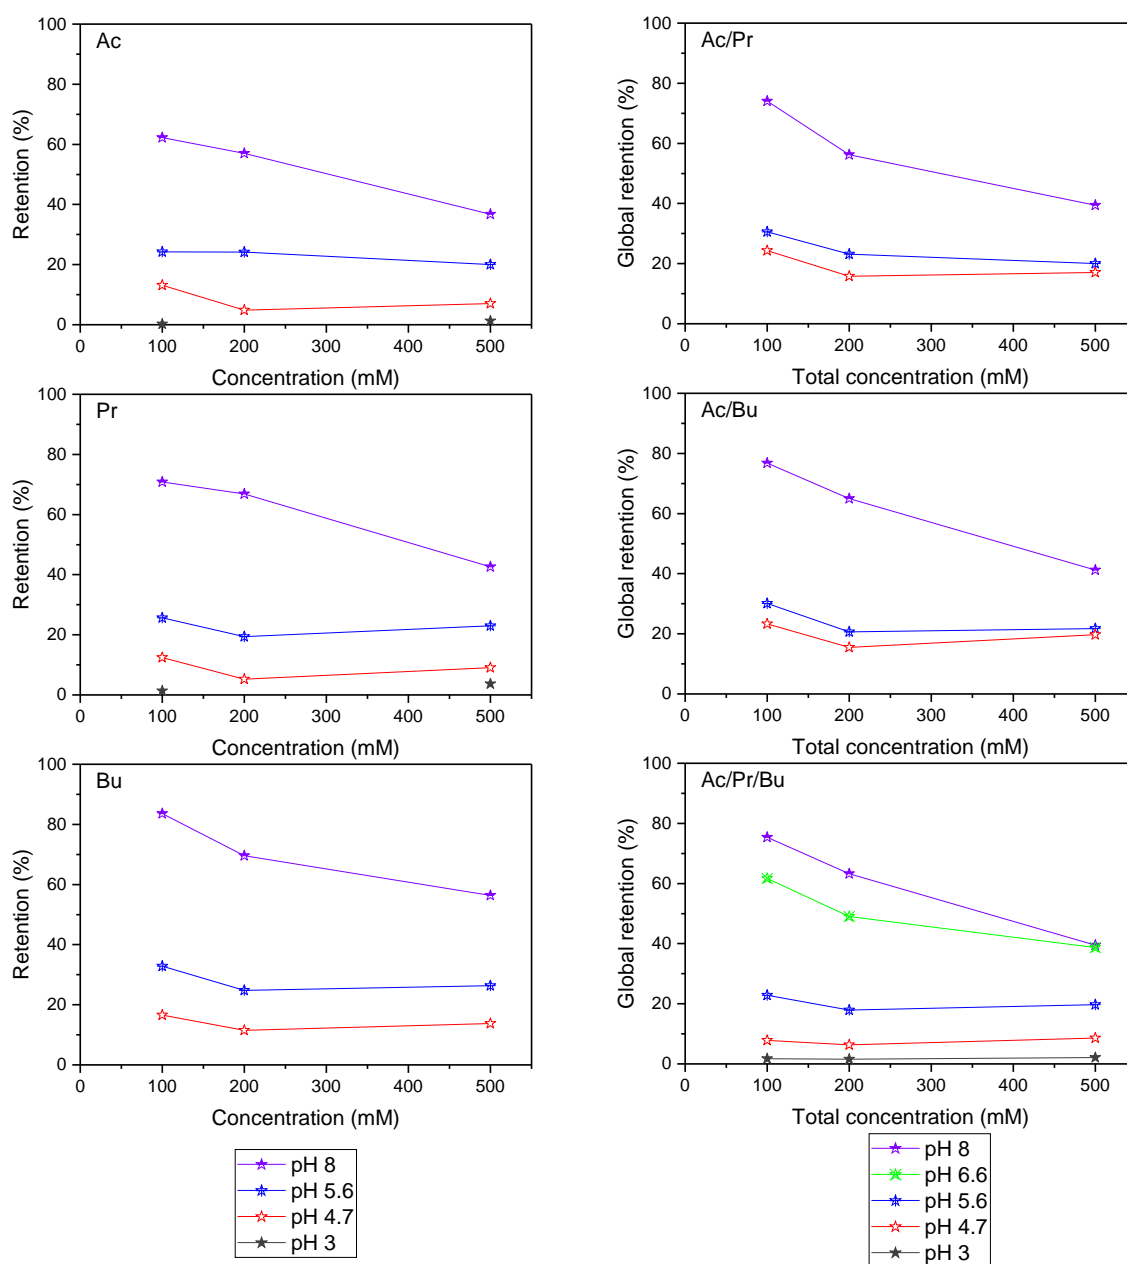 Ac
Retention (%)
100
80
60
40
20
0
0 100 200 300 400 500
Concentration (mM)
Pr
Retention (%)
100
80
60
40
20
0
0 100 200 300 400 500
Concentration (mM)
Bu
Retention (%)
100
80
60
40
20
0
0 100 200 300 400 500
Concentration (mM)
pH 8
pH 5.6
pH 4.7
pH 3
Ac/Pr
Global retention (%)
100
80
60
40
20
0
0 100 200 300 400 500
Total concentration (mM)
Ac/Bu
Global retention (%)
100
80
60
40
20
0
0 100 200 300 400 500
Total concentration (mM)
Ac/Pr/Bu
Global retention (%)
100
80
60
40
20
0
0 100 200 300 400 500
Total concentration (mM)
pH 8
pH 6.6
pH 5.6
pH 4.7
pH 3